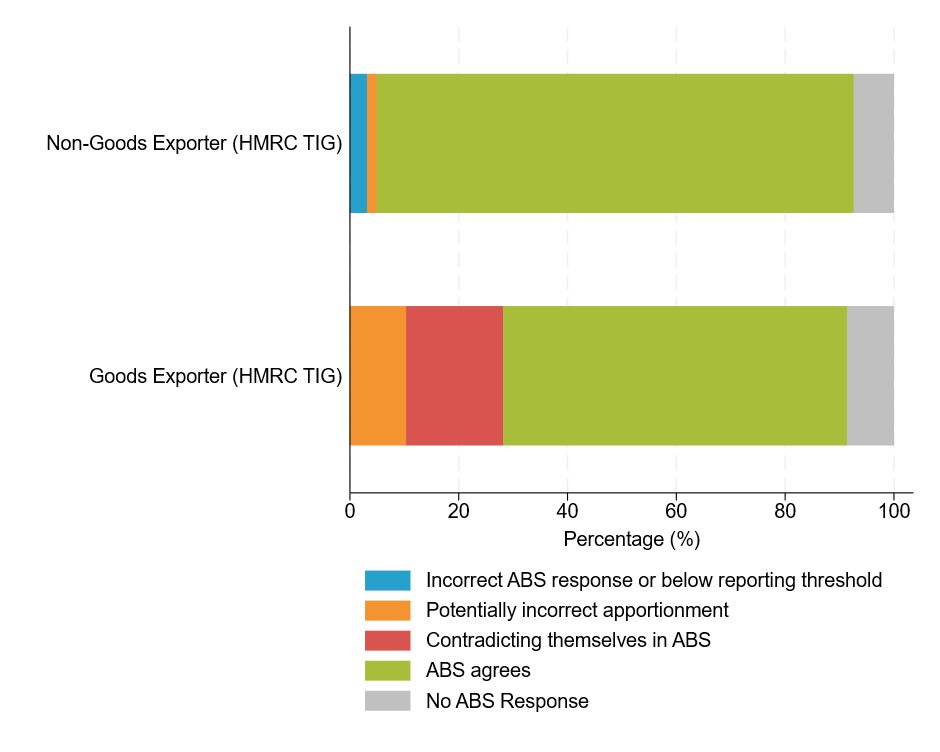 Non-Goods Exporter (HMRC TIG)
Goods Exporter (HMRC TIG)
0 20 40 60 80 100
Percentage (%)
Incorrect ABS response or below reporting threshold
Potentially incorrect apportionment
Contradicting themselves in ABS
ABS agrees
No ABS Response